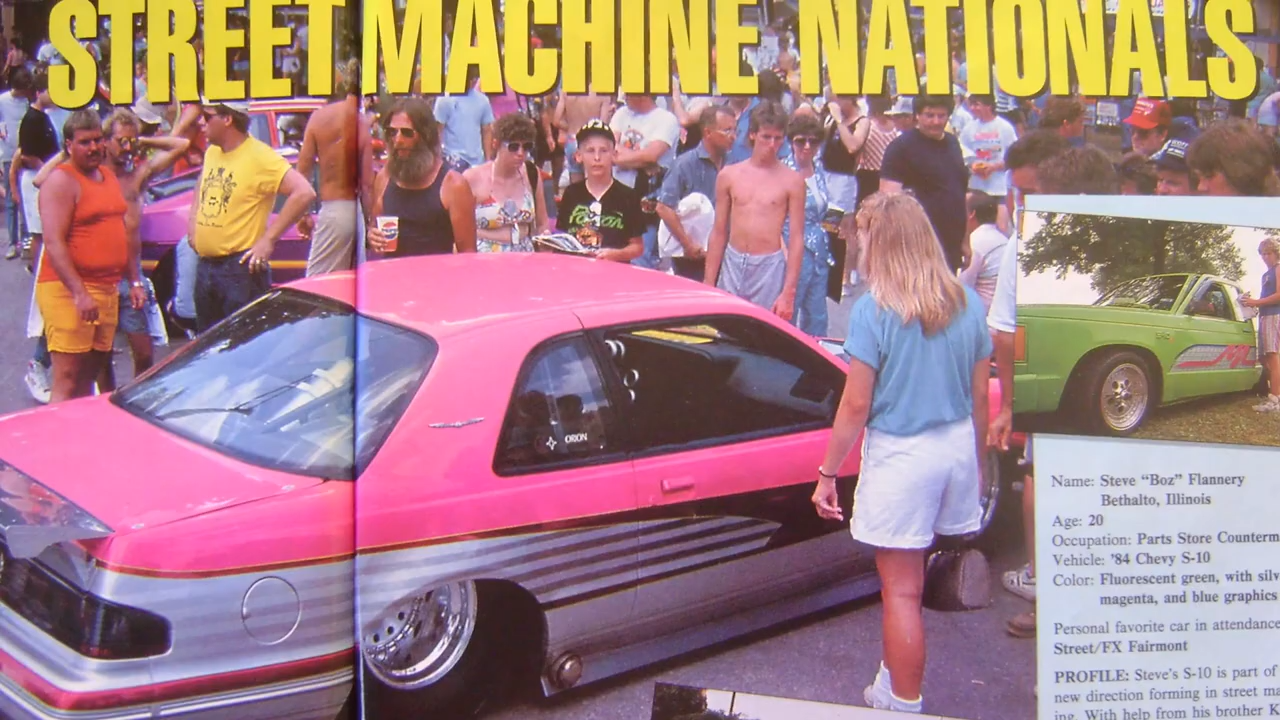 STREET MACHINE NATIONALS
ORION
Name: Steve "Boz" Flannery
Bethalto, Illinois
Age: 20
Occupation: Parts Store Counterm
Vehicle: '84 Chevy S-10
Color: Fluorescent green, with silv
magenta, and blue graphics
Personal favorite car in attendance
Street/FX Fairmont
PROFILE: Steve's S-10 is part of
new direction forming in street ma
ing. With help from his brother K